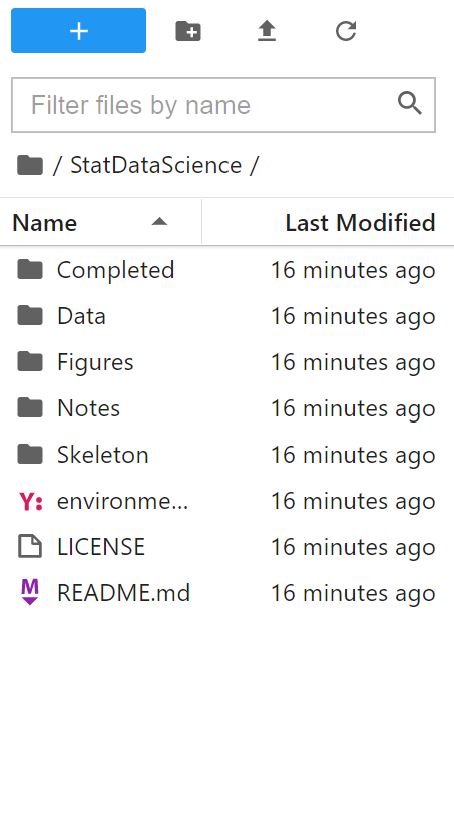 Filter files by name
/ StatDataScience /
Name Last Modified
Completed 16 minutes ago
Data 16 minutes ago
Figures 16 minutes ago
Notes 16 minutes ago
Skeleton 16 minutes ago
Y: environme... 16 minutes ago
LICENSE 16 minutes ago
M README.md 16 minutes ago